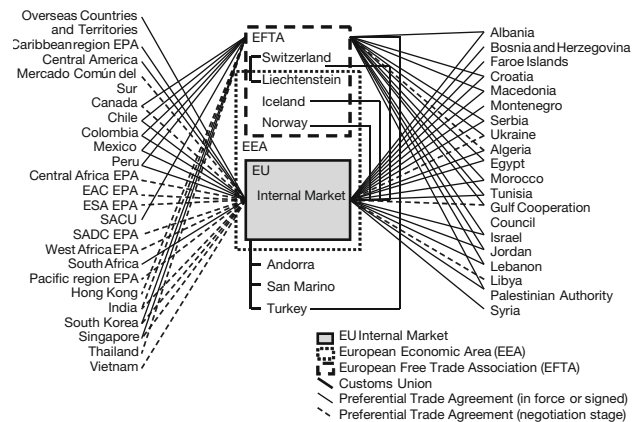 Overseas Countries
and Territories
Caribbeanregion EPA
Central America
Mercado Común del
Sur
Canada
Chile
Colombia
Mexico
Peru
Central Africa EPA
EAC EPA
ESA EPA
SACU
SADC EPA
West Africa EPA
South Africa
Pacific region EPA
Hong Kong
India
South Korea
Singapore
Thailand
Vietnam
EFTA
Switzerland
Liechtenstein
Iceland
Norway
EEA
EU
Internal Market
Andorra
San Marino
Turkey
Albania
Bosnia and Herzegovina
Faroe Islands
Croatia
Macedonia
Montenegro
Serbia
Ukraine
Algeria
Egypt
Morocco
Tunisia
Gulf Cooperation
Council
Israel
Jordan
Lebanon
Libya
Palestinian Authority
Syria
EU Internal Market
European Economic Area (EEA)
European Free Trade Association (EFTA)
Customs Union
Preferential Trade Agreement (in force or signed)
Preferential Trade Agreement (negotiation stage)